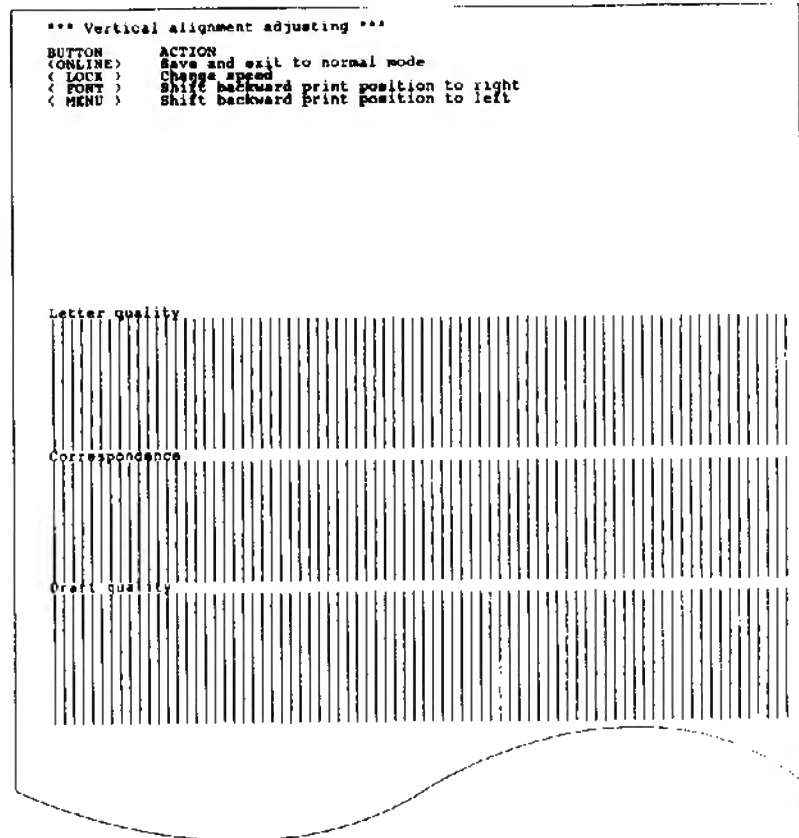 *** Vertical alignment adjusting ***
BUTTON ACTION
<ONLINE> Save and exit to normal mode
< LOCK > Change speed
< FONT > Shift backward print position to right
< MENU > Shift backward print position to left
Letter quality
Correspondence
Draft quality